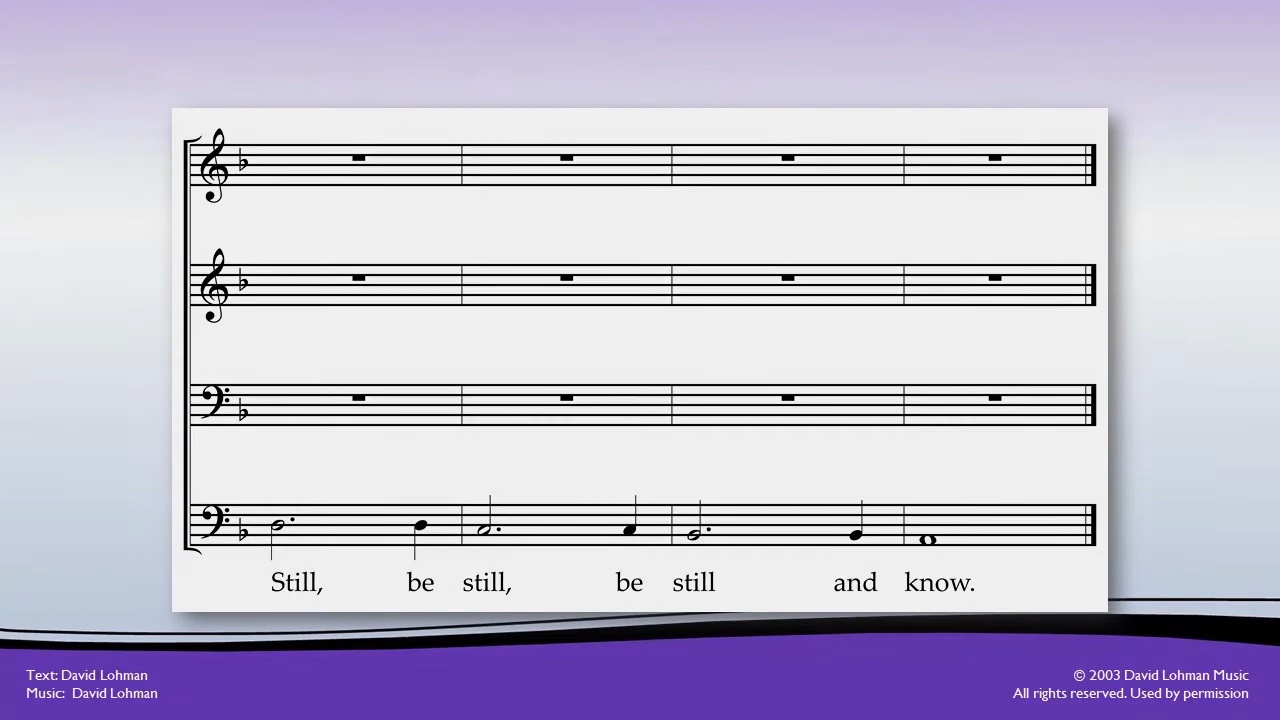 Still, be still, be still and know.
Text: David Lohman
Music: David Lohman
© 2003 David Lohman Music
All rights reserved. Used by permission